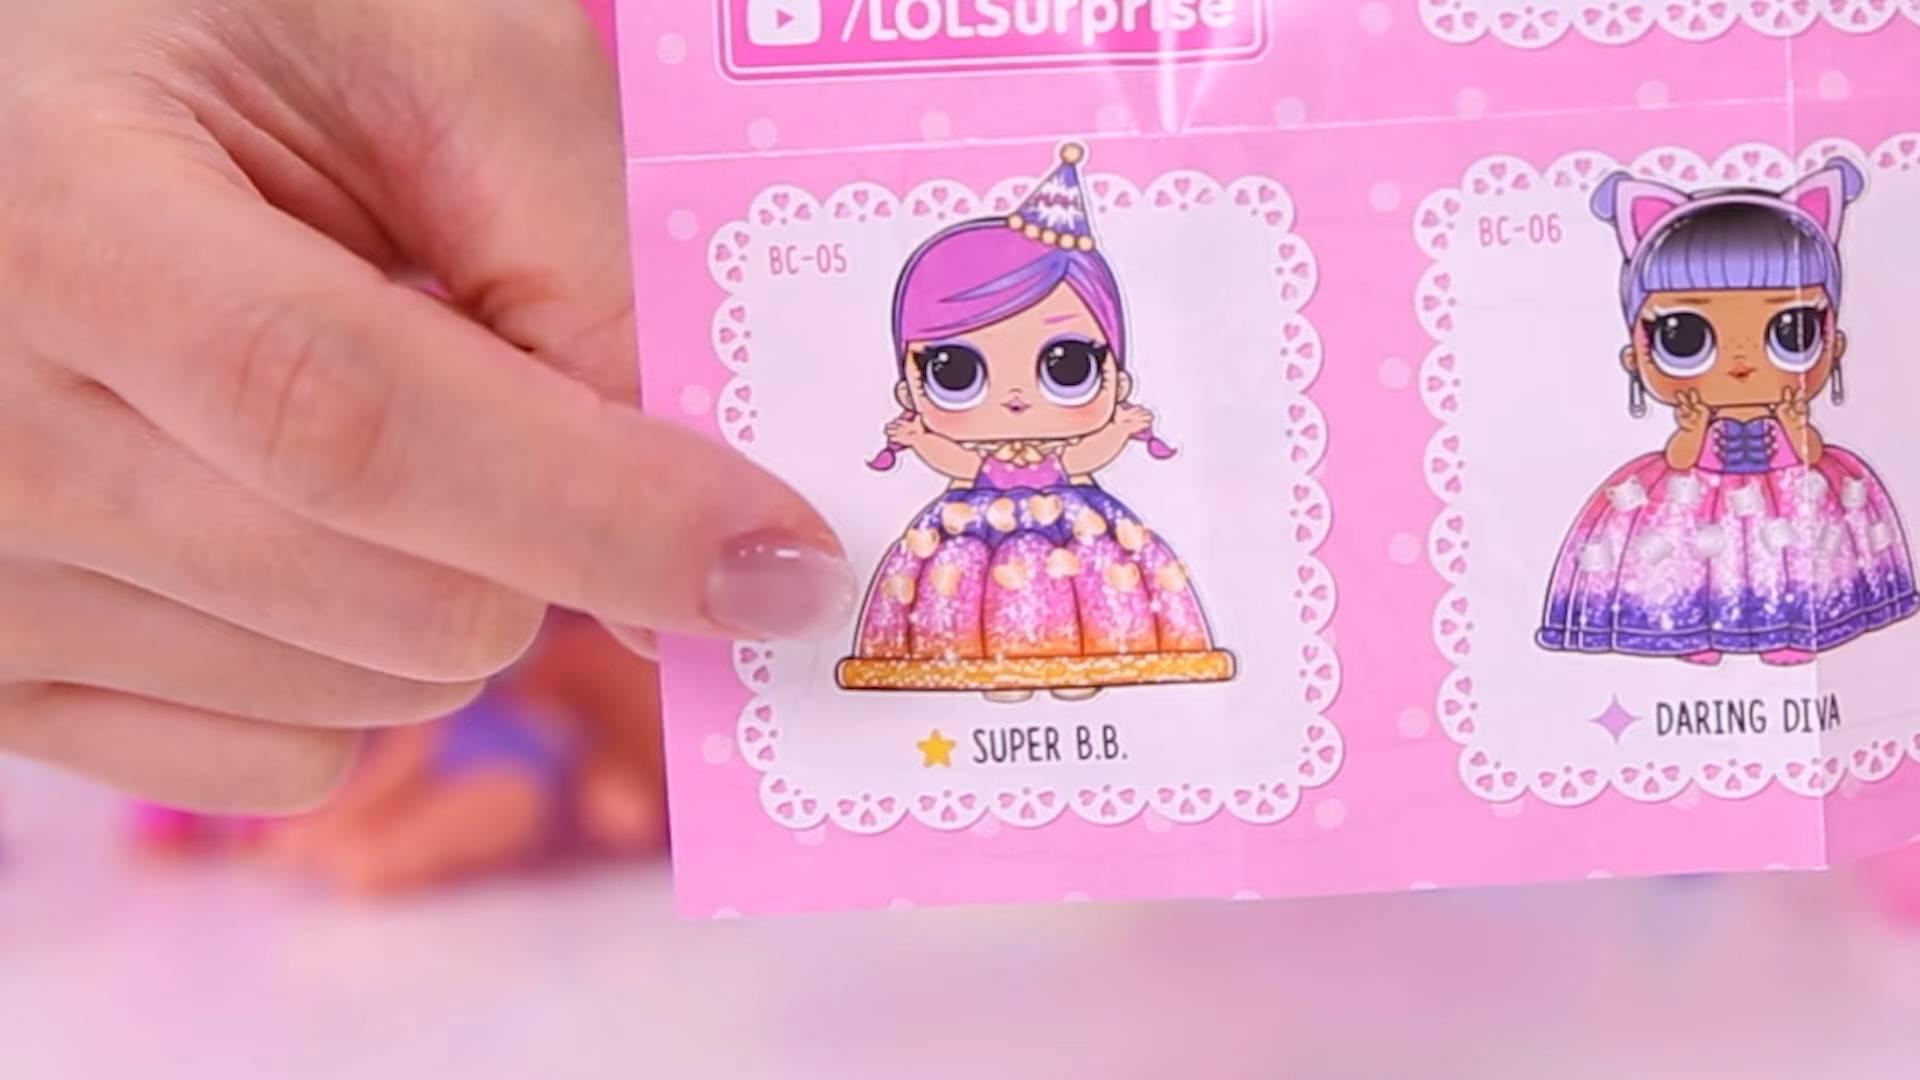 /LOLSurprise
BC-05
BC-06
SUPER B.B.
DARING DIVA